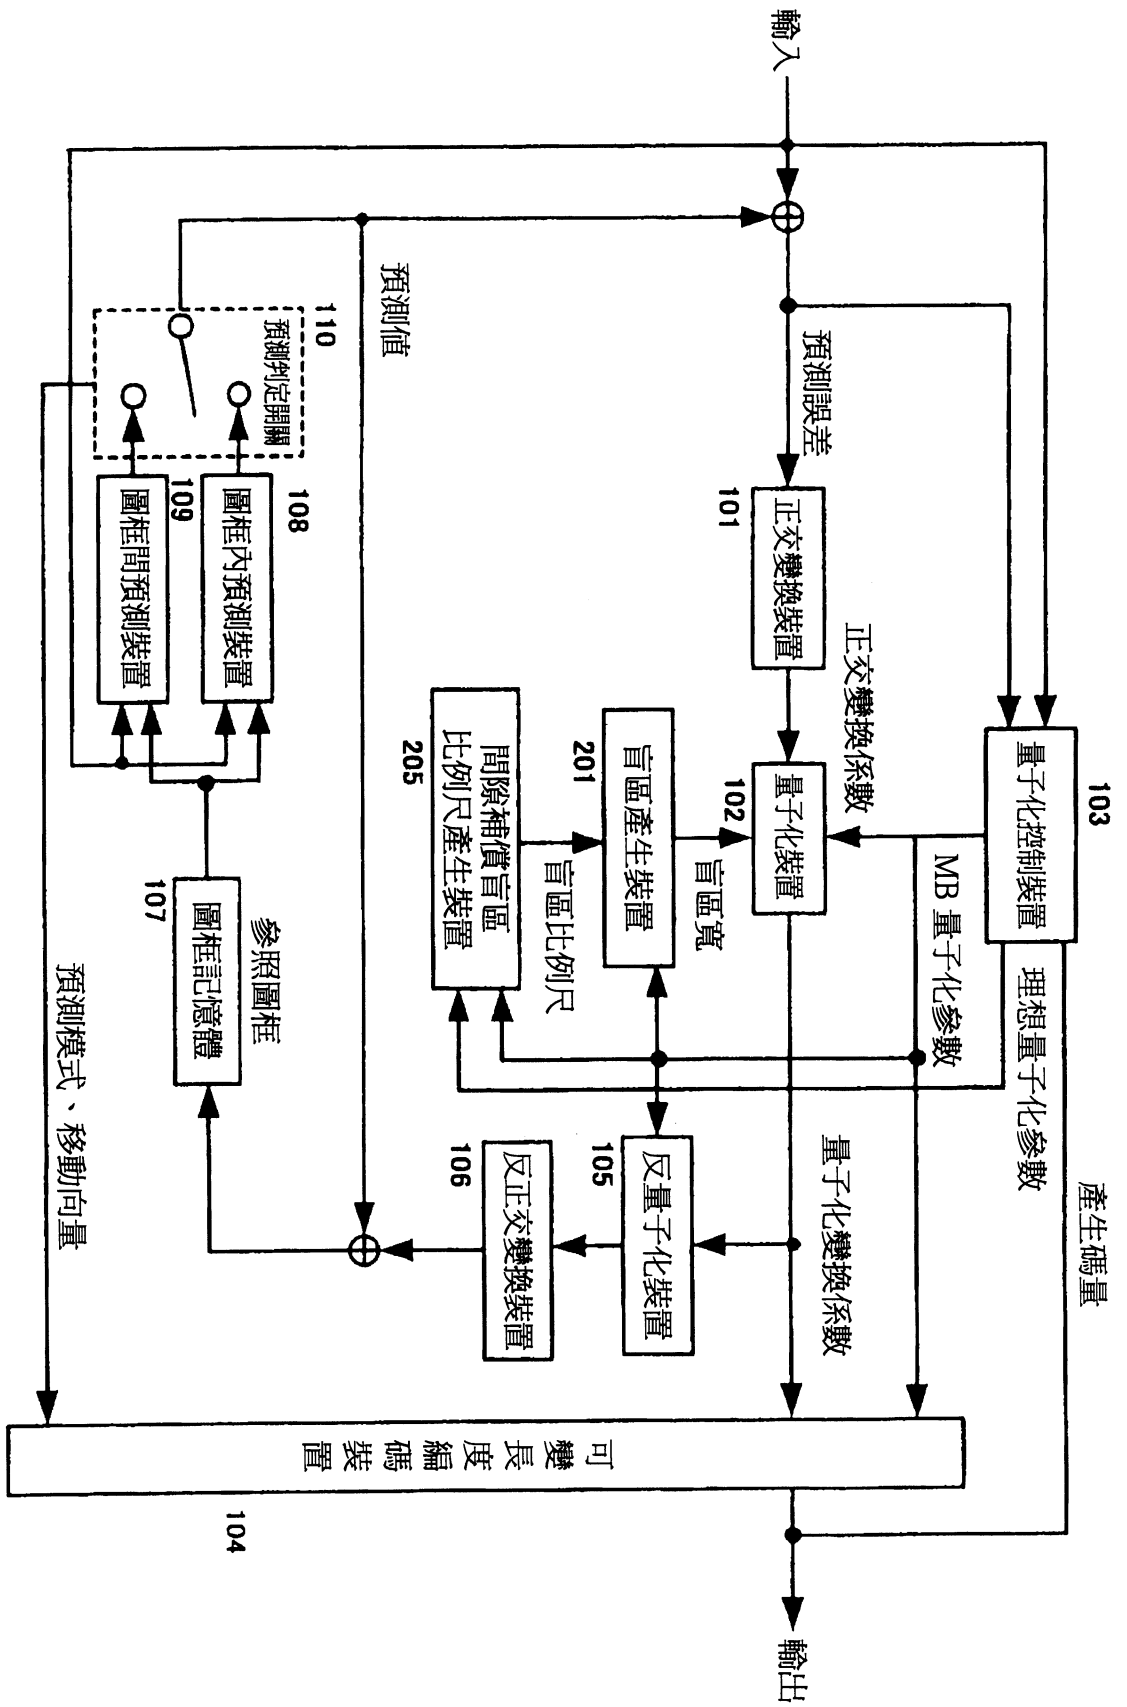 輸入
預測誤差
101
正交變換裝置
正交變換係數
102
量子化裝置
103
量子化控制裝置
MB 量子化參數
理想量子化參數
產生碼量
量子化變換係數
201
盲區產生裝置
盲區寬
205
間隙補償盲區
比例尺產生裝置
盲區比例尺
105
反量子化裝置
106
反正交變換裝置
預測值
110
預測判定開關
108
圖框內預測裝置
109
圖框間預測裝置
107
圖框記憶體
參照圖框
預測模式、移動向量
可變長度編碼裝置
104
輸出